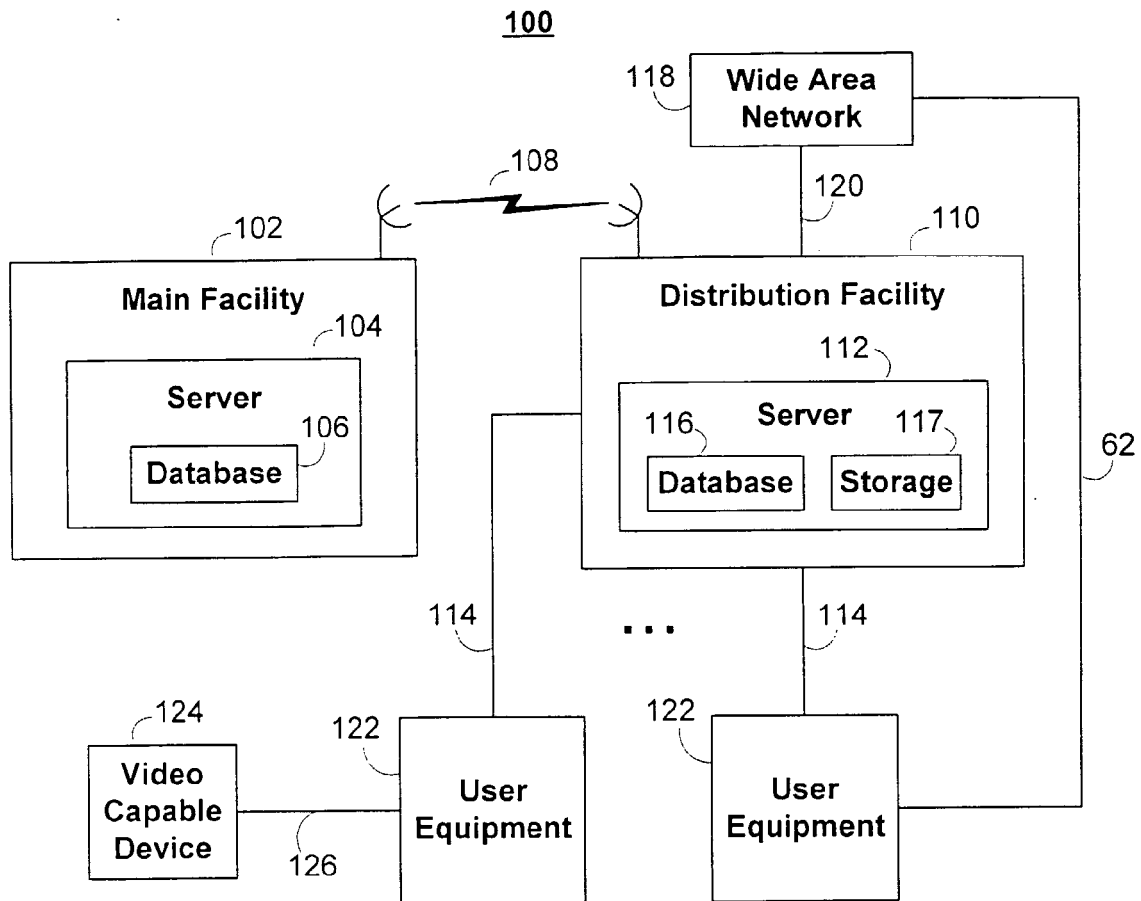 100
118
Wide Area
Network
108
120
102
110
Main Facility
Distribution Facility
104
112
Server
Server
106
116
117
Database
Database
Storage
62
114
...
114
124
122
122
Video
Capable
Device
User
Equipment
User
Equipment
126